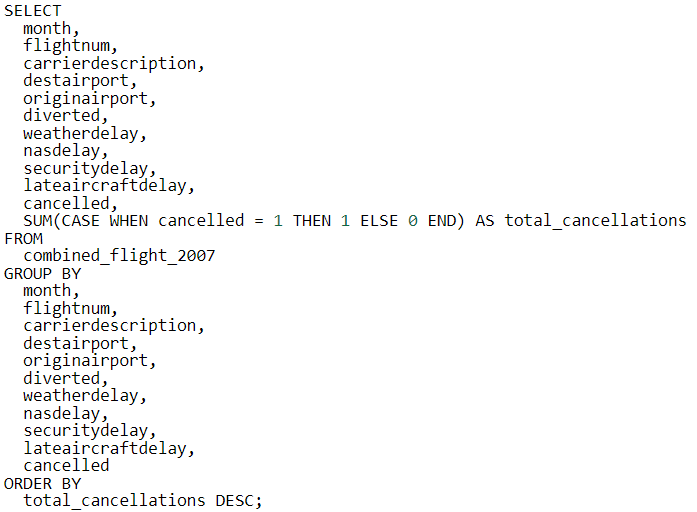 SELECT
month,
flightnum,
carrierdescription,
destairport,
originairport,
diverted,
weatherdelay,
nasdelay,
securitydelay,
lateaircraftdelay,
cancelled,
SUM(CASE WHEN cancelled = 1 THEN 1 ELSE 0 END) AS total_cancellations
FROM
combined_flight_2007
GROUP BY
month,
flightnum,
carrierdescription,
destairport,
originairport,
diverted,
weatherdelay,
nasdelay,
securitydelay,
lateaircraftdelay,
cancelled
ORDER BY
total_cancellations DESC;